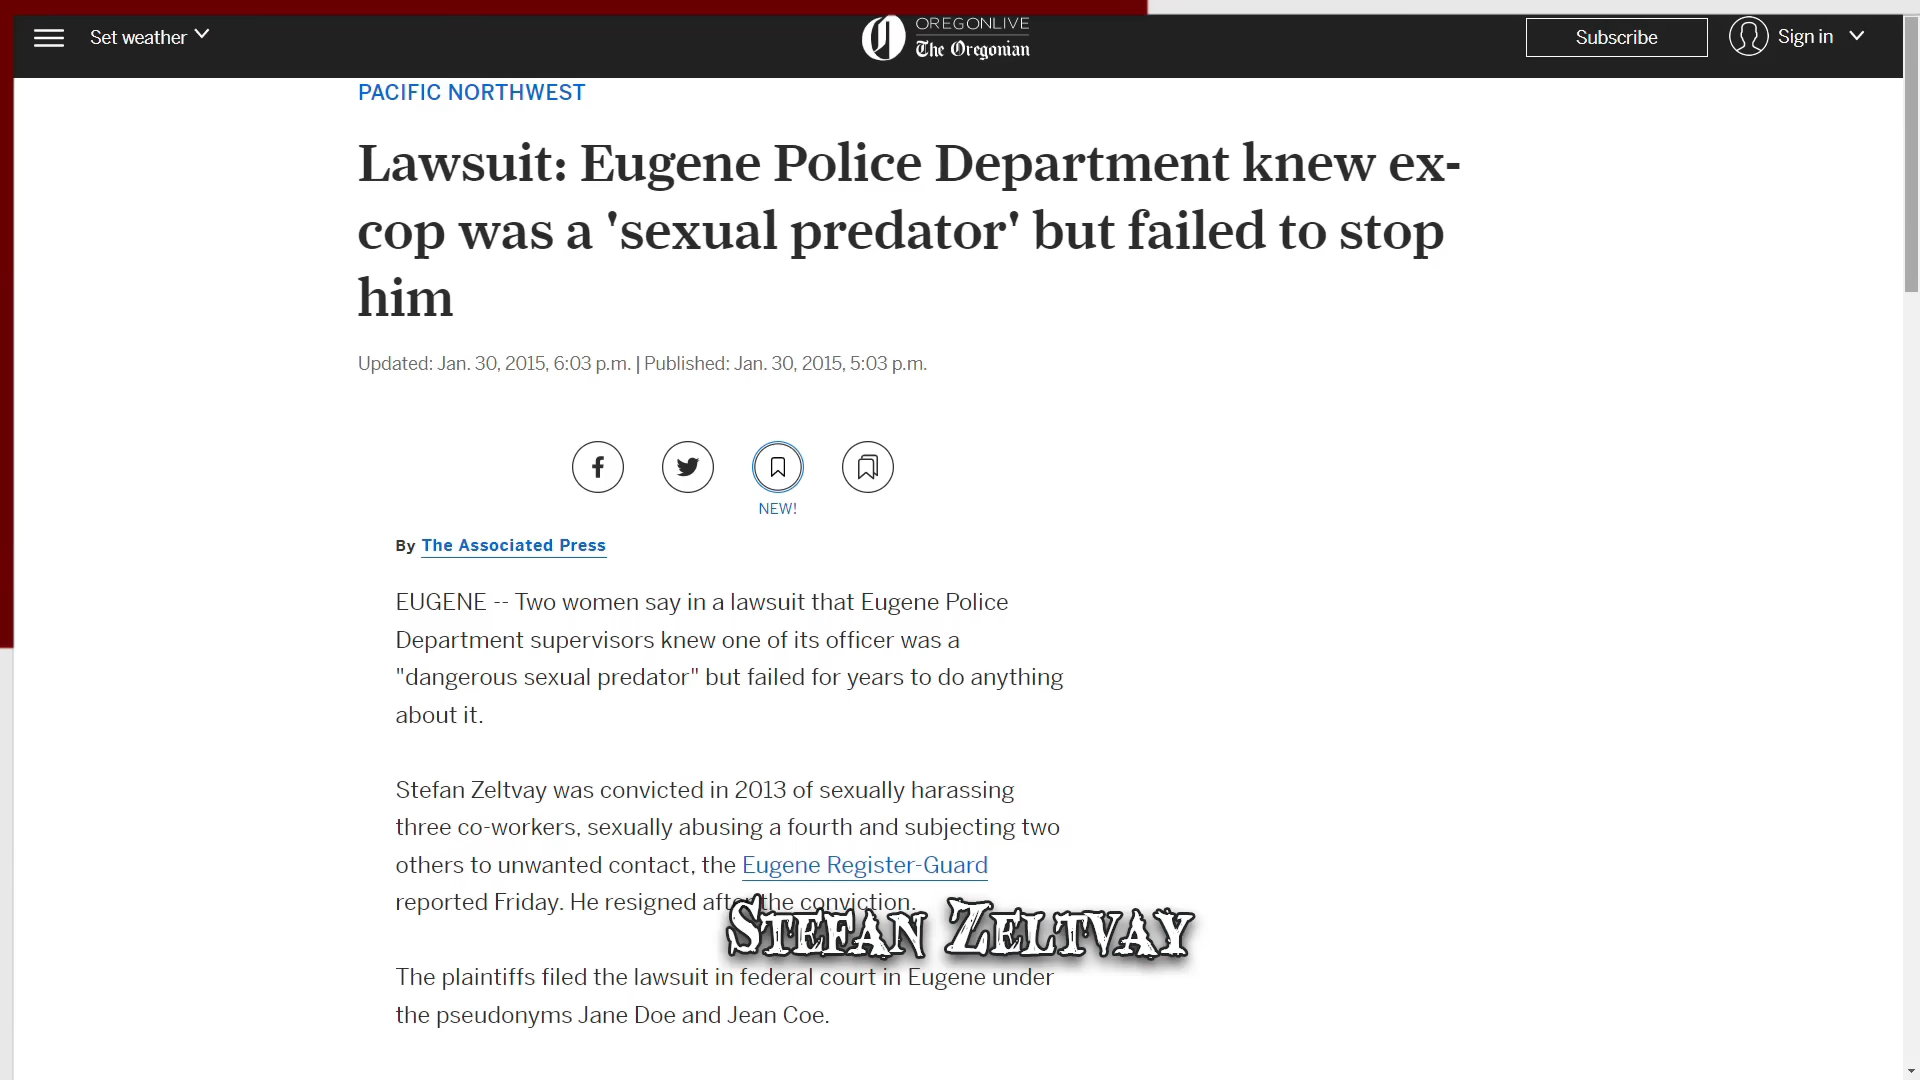 Set weather
OREGONLIVE
The Oregonian
Subscribe
Sign in
PACIFIC NORTHWEST
Lawsuit: Eugene Police Department knew ex-
cop was a 'sexual predator' but failed to stop
him
Updated: Jan. 30, 2015, 6:03 p.m. | Published: Jan. 30, 2015, 5:03 p.m.
NEW!
By The Associated Press
EUGENE -- Two women say in a lawsuit that Eugene Police
Department supervisors knew one of its officer was a
"dangerous sexual predator" but failed for years to do anything
about it.
Stefan Zeltvay was convicted in 2013 of sexually harassing
three co-workers, sexually abusing a fourth and subjecting two
others to unwanted contact, the Eugene Register-Guard
reported Friday. He resigned after the conviction.
Stefan Zeltvay
The plaintiffs filed the lawsuit in federal court in Eugene under
the pseudonyms Jane Doe and Jean Coe.